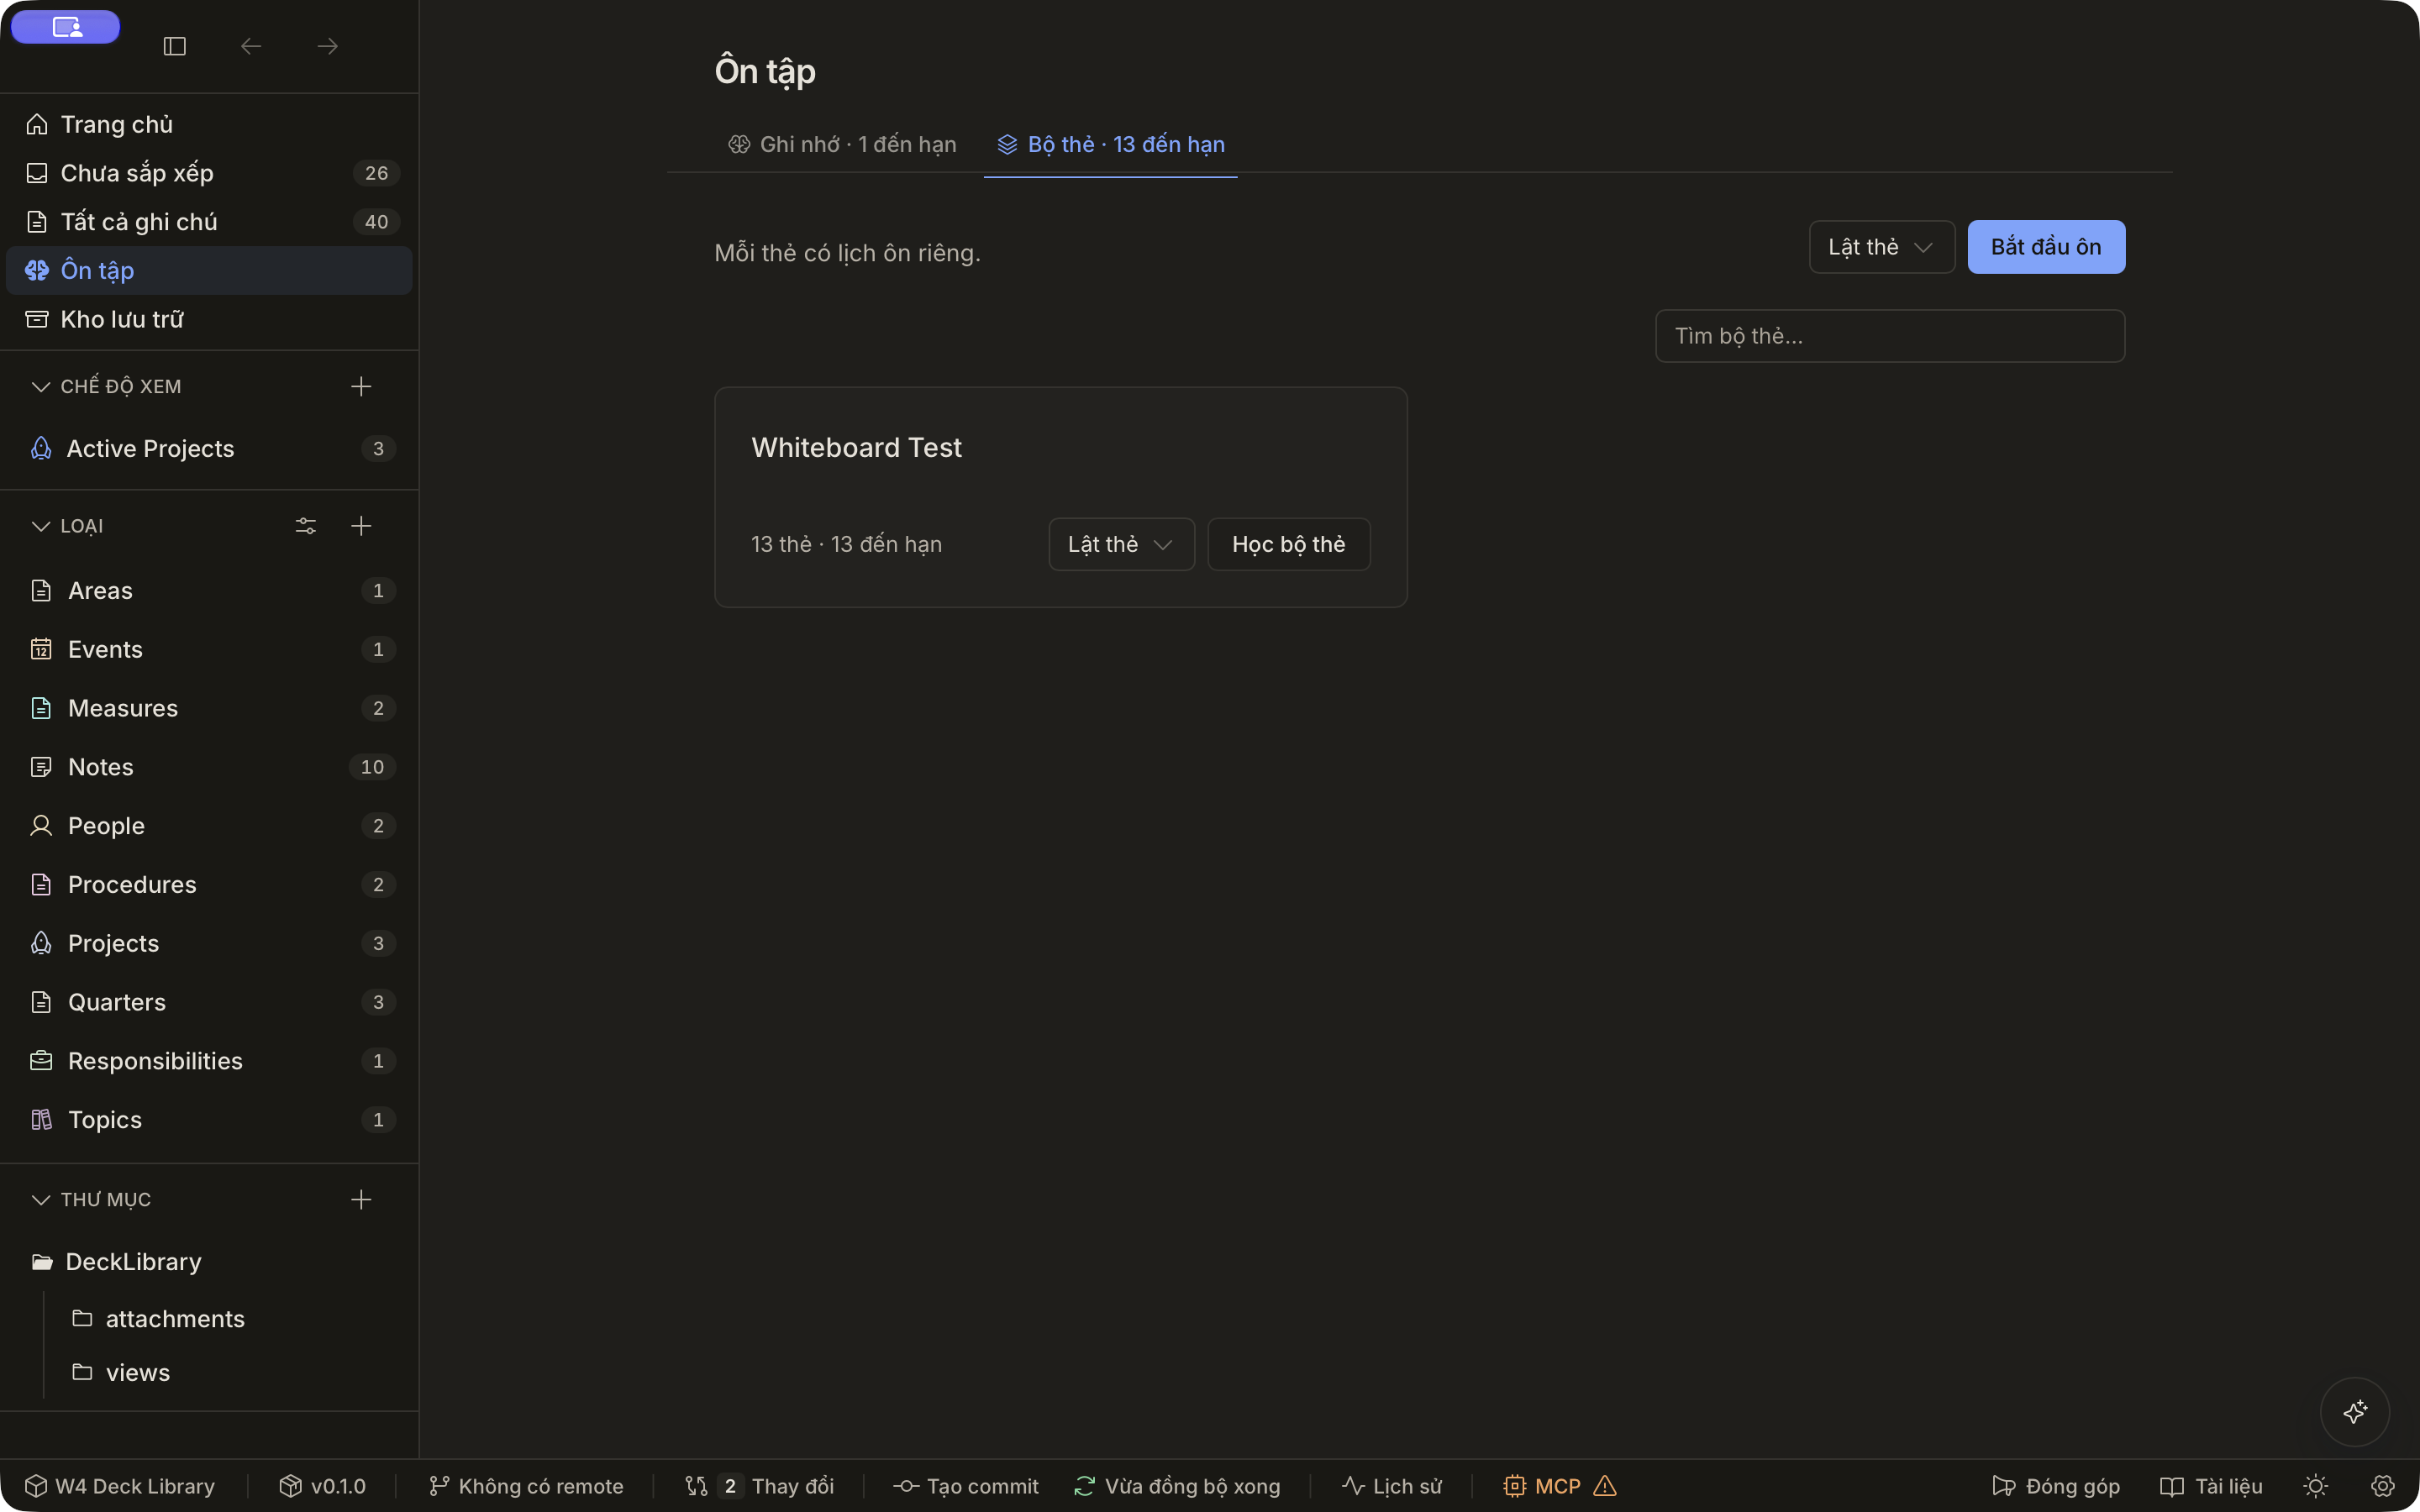 Trang chủ
Chưa sắp xếp 26
Tất cả ghi chú 40
Ôn tập
Kho lưu trữ
CHẾ ĐỘ XEM
Active Projects 3
LOẠI
Areas 1
12
Events 1
Measures 2
Notes 10
People 2
Procedures 2
Projects 3
Quarters 3
Responsibilities 1
Topics 1
THƯ MỤC
DeckLibrary
attachments
views
Ôn tập
Ghi nhớ · 1 đến hạn
Bộ thẻ · 13 đến hạn
Mỗi thẻ có lịch ôn riêng.
Lật thẻ
Bắt đầu ôn
Tìm bộ thẻ...
Whiteboard Test
13 thẻ · 13 đến hạn
Lật thẻ
Học bộ thẻ
W4 Deck Library
v0.1.0
Không có remote
2 Thay đổi
Tạo commit
Vừa đồng bộ xong
Lịch sử
MCP
Đóng góp
Tài liệu